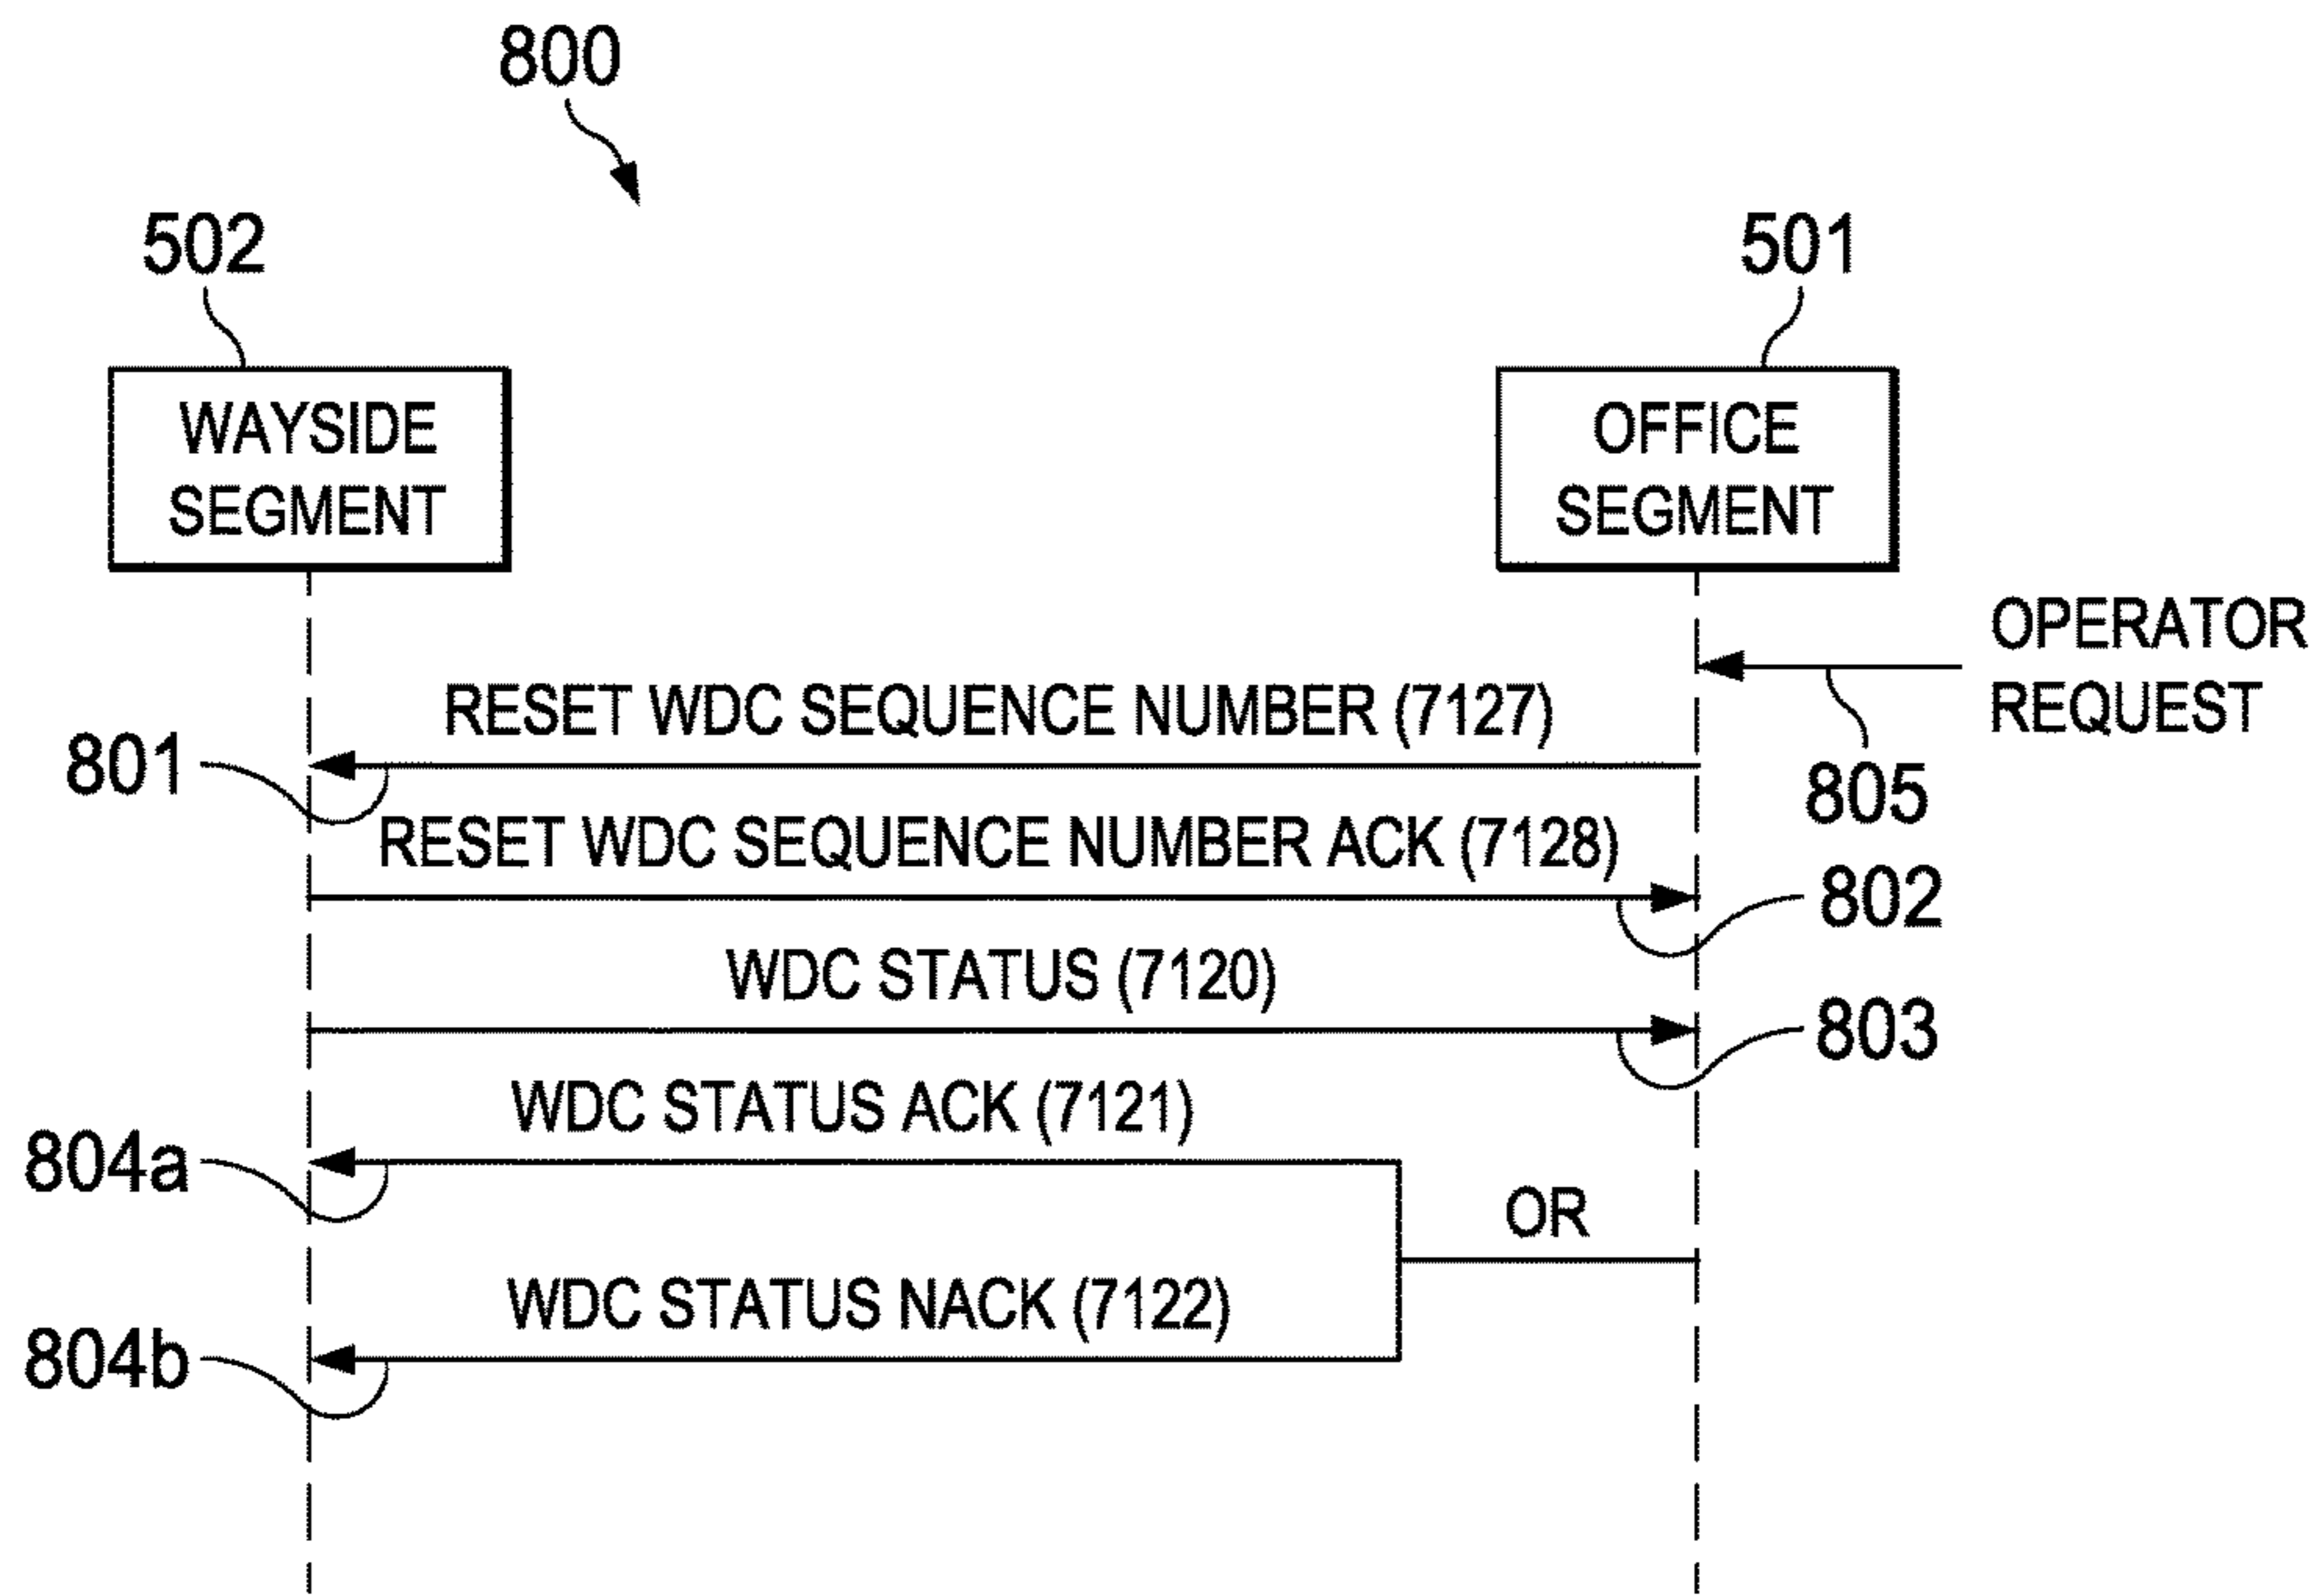 800
502
501
WAYSIDE
SEGMENT
OFFICE
SEGMENT
OPERATOR
REQUEST
RESET WDC SEQUENCE NUMBER (7127)
801
805
RESET WDC SEQUENCE NUMBER ACK (7128)
802
WDC STATUS (7120)
803
WDC STATUS ACK (7121)
804a
OR
WDC STATUS NACK (7122)
804b